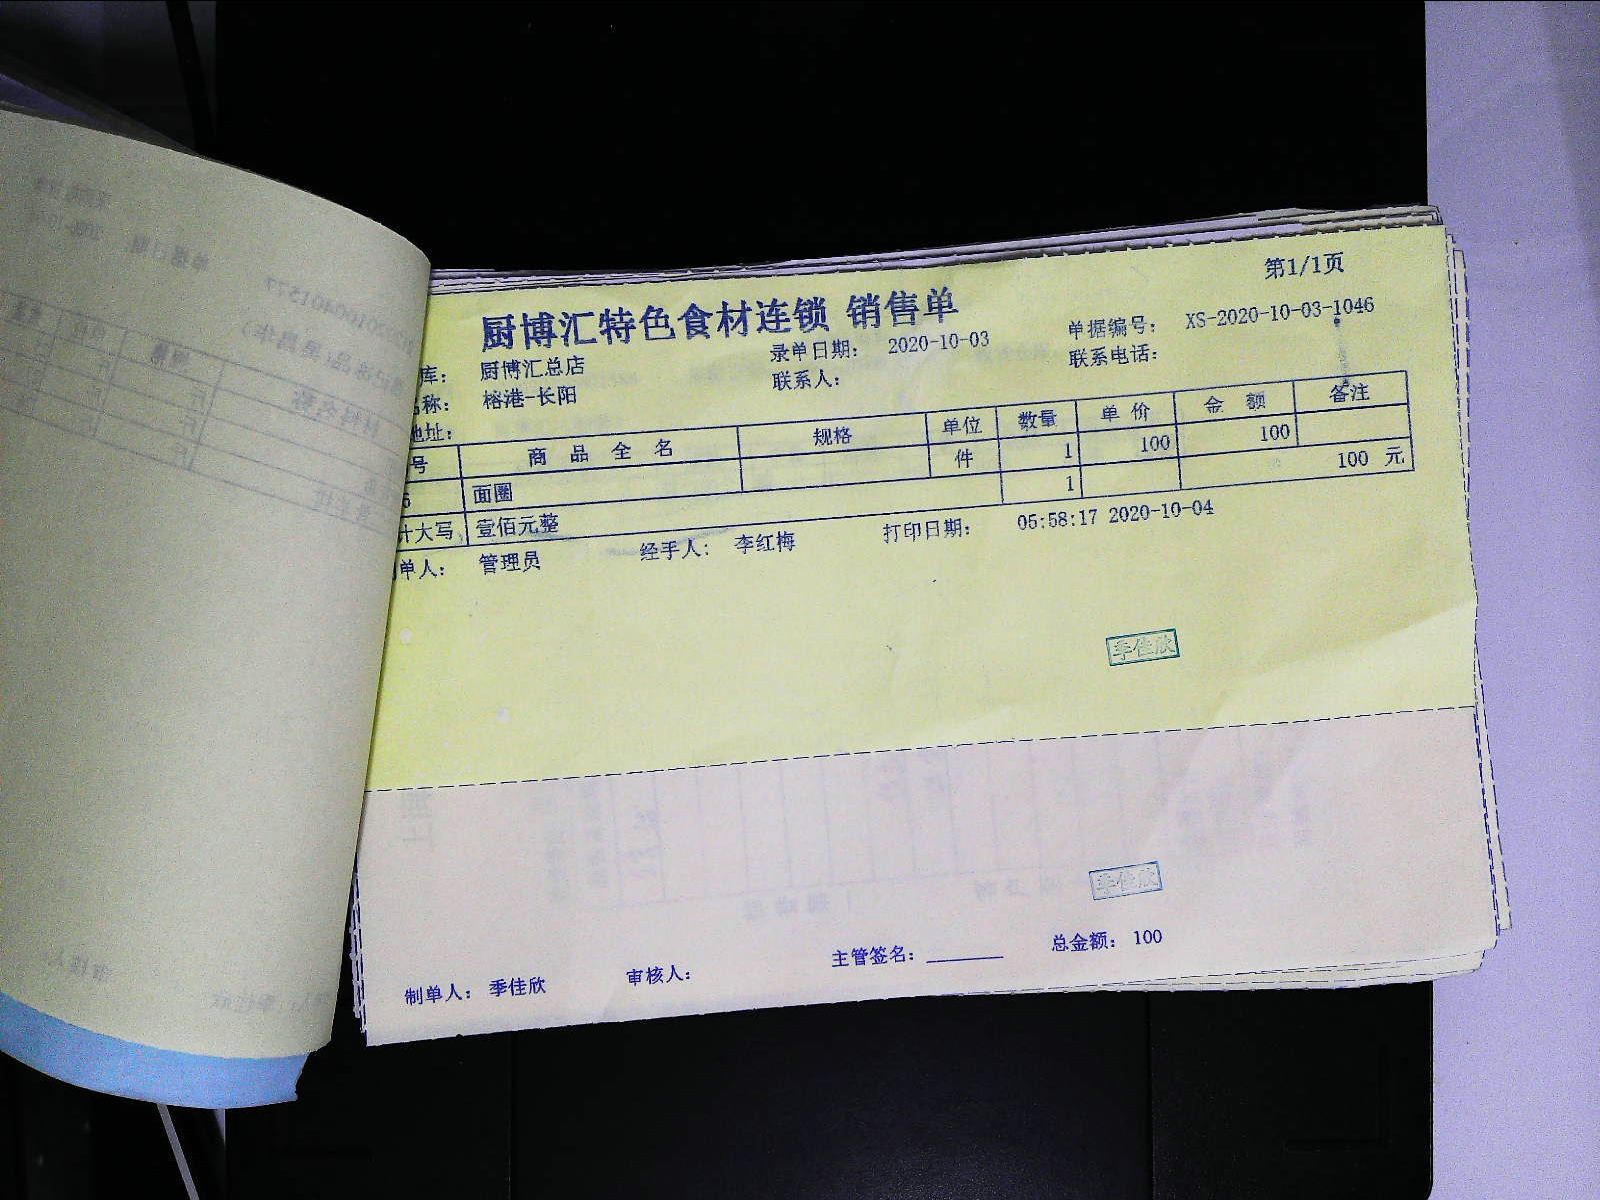 第1/1页
厨博汇特色食材连锁 销售单
库： 厨博汇总店 录单日期： 2020-10-03 单据编号： XS-2020-10-03-1046
称： 榕港-长阳 联系人： 联系电话：
地址：
号 商品全名 规格 单位 数量 单价 金额 备注
面圈 件 1 100 100
计大写 壹佰元整 1 100 元
单人： 管理员 经手人： 李红梅 打印日期： 05:58:17 2020-10-04
季佳欣
季佳欣
制单人： 季佳欣 审核人： 主管签名：______ 总金额： 100